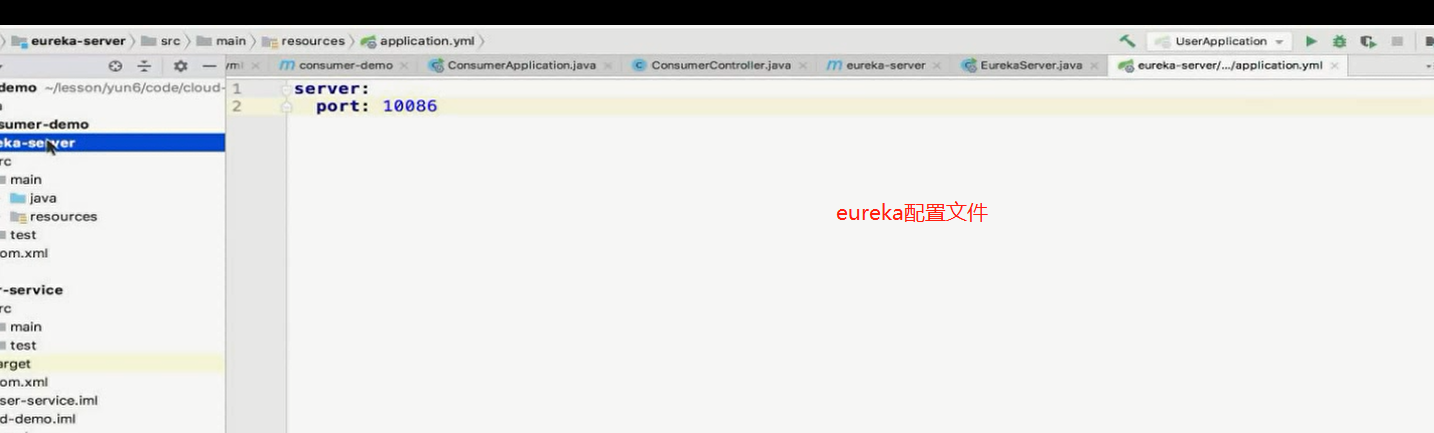 eureka-server src main resources application.yml UserApplication
consumer-demo ConsumerApplication.java ConsumerController.java eureka-server EurekaServer.java eureka-server/.../application.yml
demo ~/lesson/yun6/code/cloud-
sumer-demo
eka-server
rc
main
java
resources
test
om.xml
-service
rc
main
test
arget
om.xml
ser-service.iml
d-demo.iml
1 server:
2 port: 10086
eureka配置文件